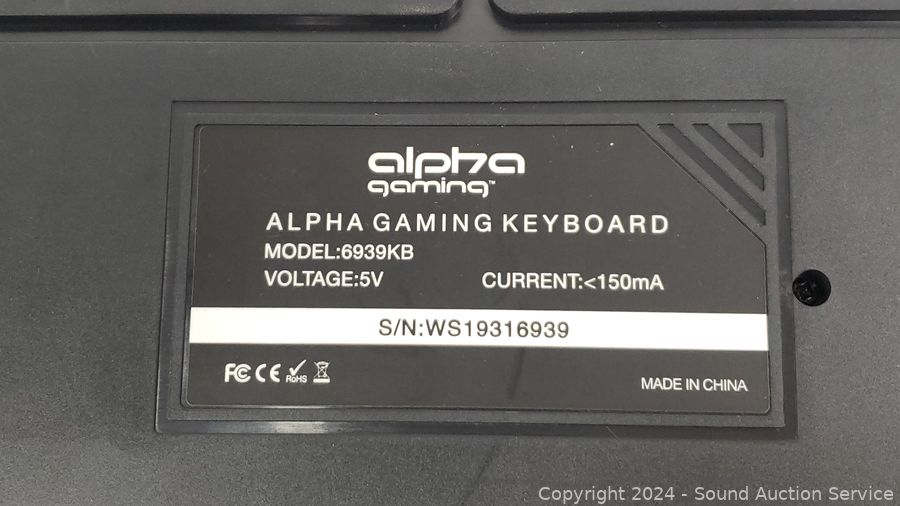 alpha
gaming™
ALPHA GAMING KEYBOARD
MODEL:6939KB
VOLTAGE:5V CURRENT:<150mA
S/N:WS19316939
FC CE RoHS
MADE IN CHINA
Copyright 2024 - Sound Auction Service